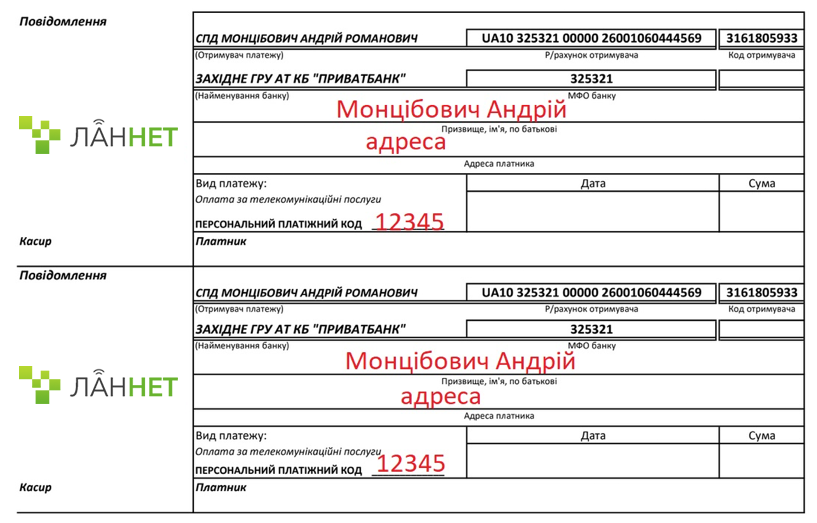 Повідомлення
СПД МОНЦІБОВИЧ АНДРІЙ РОМАНОВИЧ UA10 325321 00000 26001060444569 3161805933
(Отримувач платежу) Р/рахунок отримувача Код отримувача
ЗАХІДНЕ ГРУ АТ КБ "ПРИВАТБАНК" 325321
(Найменування банку) МФО банку
Монцібович Андрій
Призвище, ім'я, по батькові
ЛАННЕТ
адреса
Адреса платника
Вид платежу: Дата Сума
Оплата за телекомунікаційні послуги
ПЕРСОНАЛЬНИЙ ПЛАТІЖНИЙ КОД 12345
Касир Платник
Повідомлення
СПД МОНЦІБОВИЧ АНДРІЙ РОМАНОВИЧ UA10 325321 00000 26001060444569 3161805933
(Отримувач платежу) Р/рахунок отримувача Код отримувача
ЗАХІДНЕ ГРУ АТ КБ "ПРИВАТБАНК" 325321
(Найменування банку) МФО банку
Монцібович Андрій
Призвище, ім'я, по батькові
ЛАННЕТ
адреса
Адреса платника
Вид платежу: Дата Сума
Оплата за телекомунікаційні послуги
ПЕРСОНАЛЬНИЙ ПЛАТІЖНИЙ КОД 12345
Касир Платник